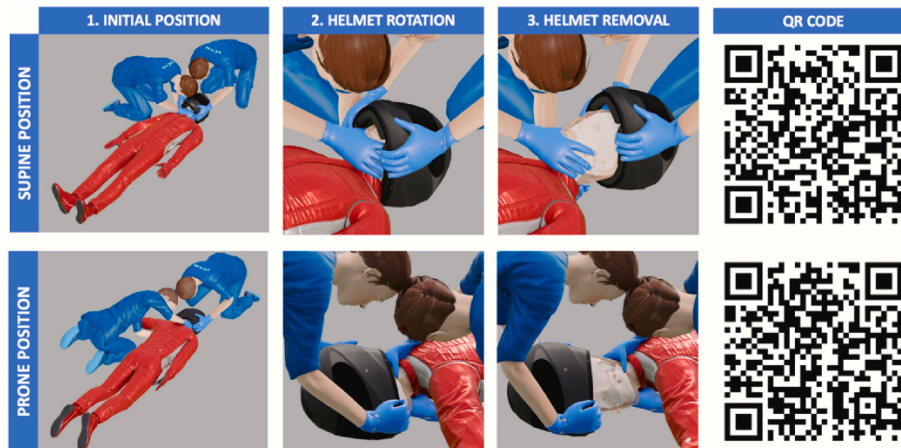 1. INITIAL POSITION
2. HELMET ROTATION
3. HELMET REMOVAL
QR CODE
SUPINE POSITION
PRONE POSITION